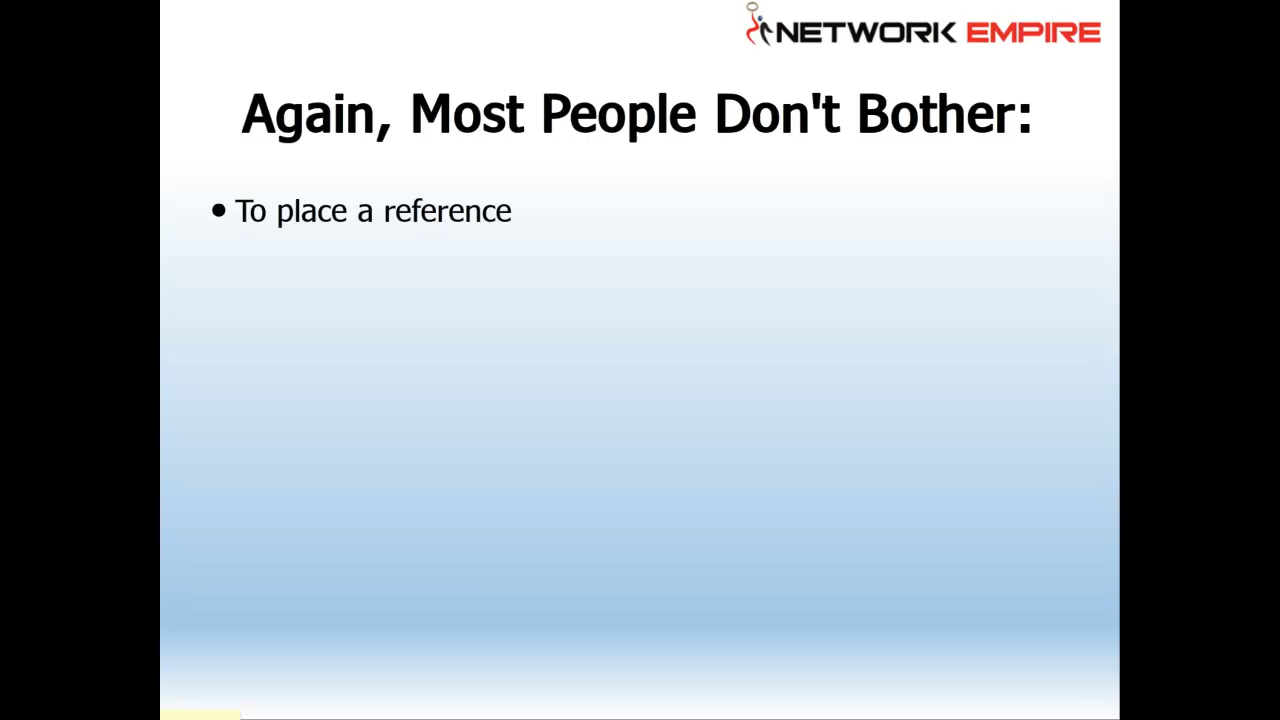 NETWORK EMPIRE
Again, Most People Don't Bother:
• To place a reference